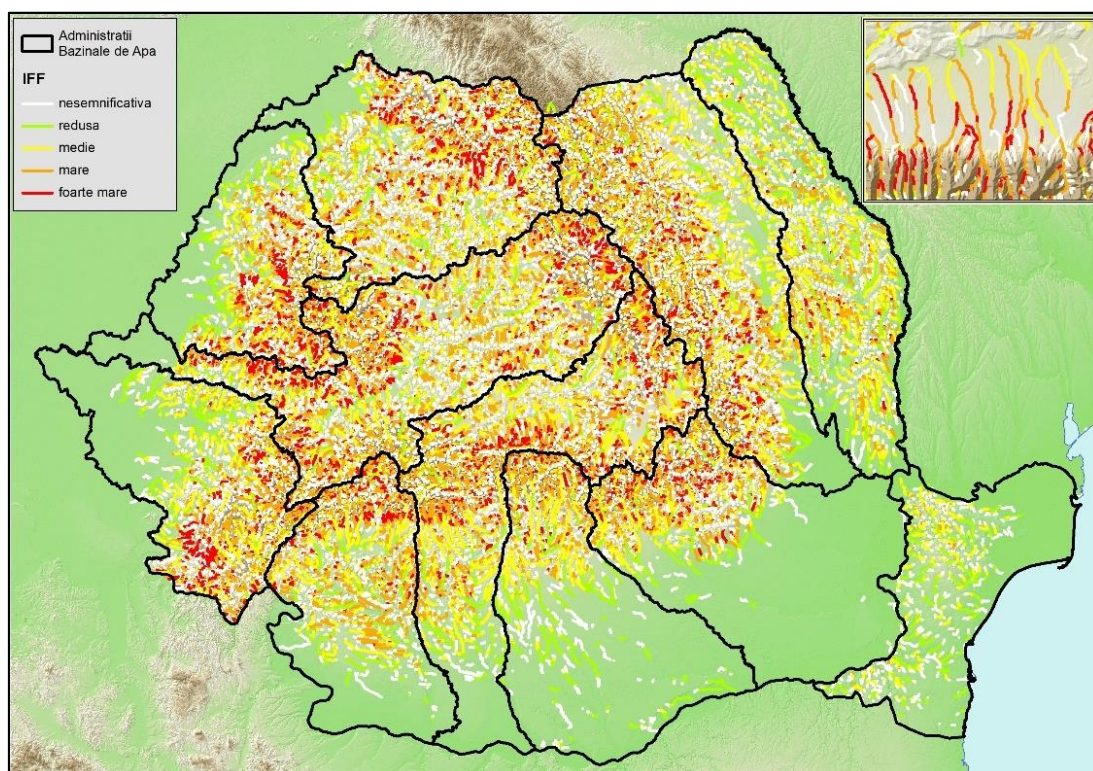 Administratii
Bazinale de Apa
IFF
nesemnificativa
redusa
medie
mare
foarte mare